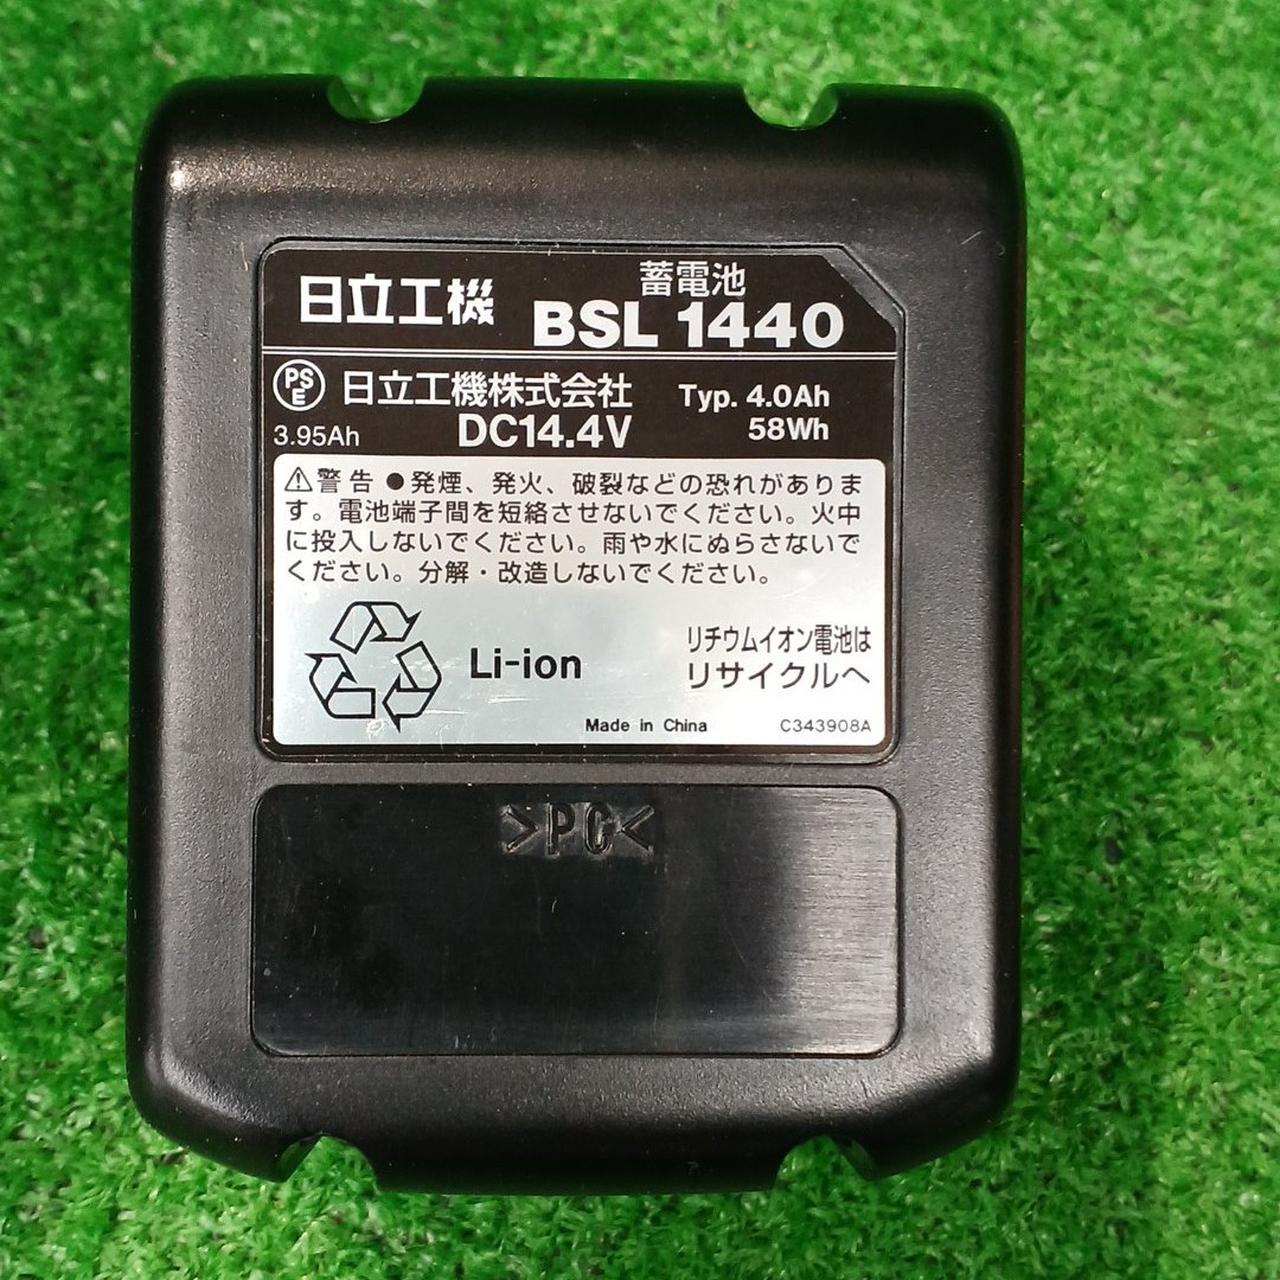 日立工機
蓄電池
BSL 1440
PSE
日立工機株式会社
Typ. 4.0Ah
3.95Ah
DC14.4V
58Wh
⚠警告 ●発煙、発火、破裂などの恐れがありま
す。電池端子間を短絡させないでください。火中
に投入しないでください。雨や水にぬらさないで
ください。分解・改造しないでください。
Li-ion
リチウムイオン電池は
リサイクルへ
Made in China
C343908A
>PC<